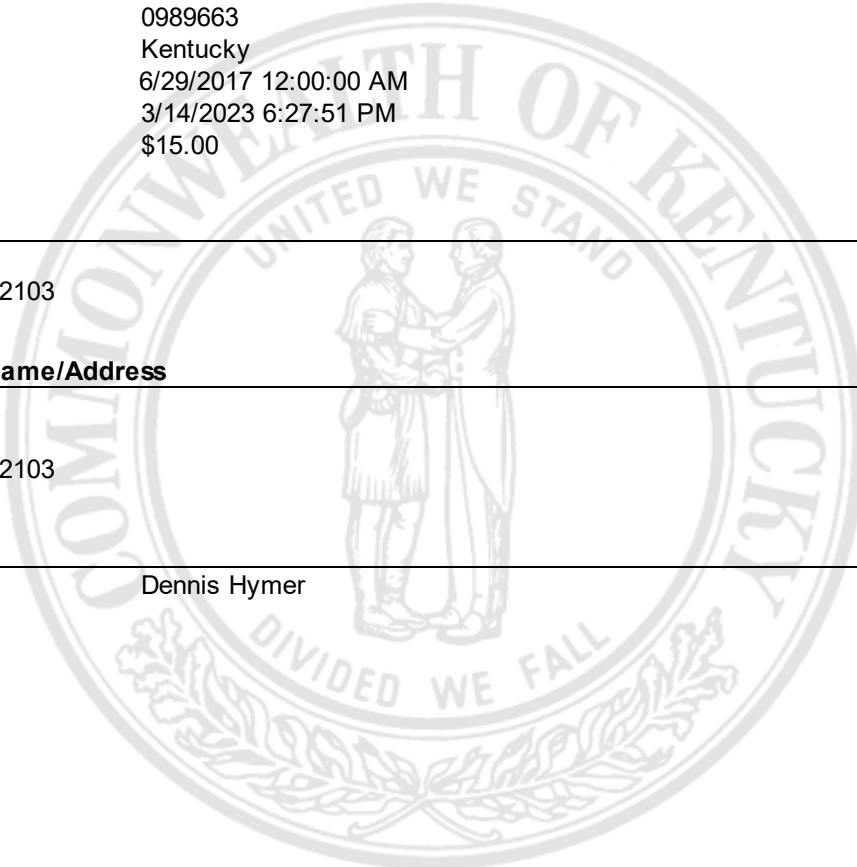 0989663
Kentucky
6/29/2017 12:00:00 AM
3/14/2023 6:27:51 PM
$15.00
COMMONWEALTH OF KENTUCKY
UNITED WE STAND
2103
ame/Address
2103
Dennis Hymer
DIVIDED WE FALL